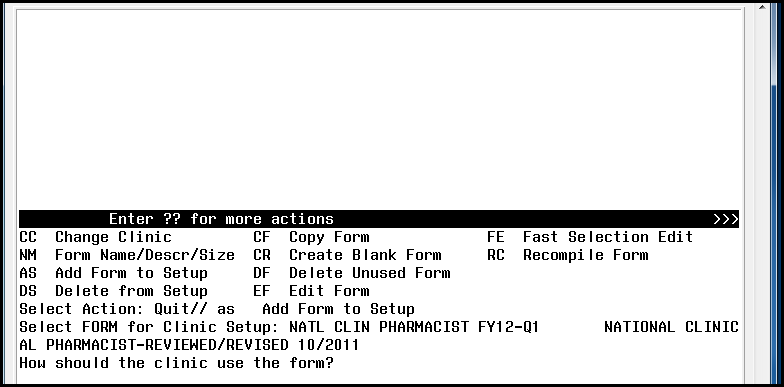 Enter ?? for more actions >>>
CC Change Clinic CF Copy Form FE Fast Selection Edit
NM Form Name/Descr/Size CR Create Blank Form RC Recompile Form
AS Add Form to Setup DF Delete Unused Form
DS Delete from Setup EF Edit Form
Select Action: Quit// as Add Form to Setup
Select FORM for Clinic Setup: NATL CLIN PHARMACIST FY12-Q1 NATIONAL CLINIC
AL PHARMACIST-REVIEWED/REVISED 10/2011
How should the clinic use the form?